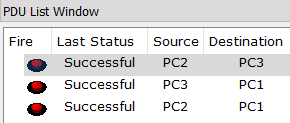 PDU List Window
Fire Last Status Source Destination
Successful PC2 PC3
Successful PC3 PC1
Successful PC2 PC1